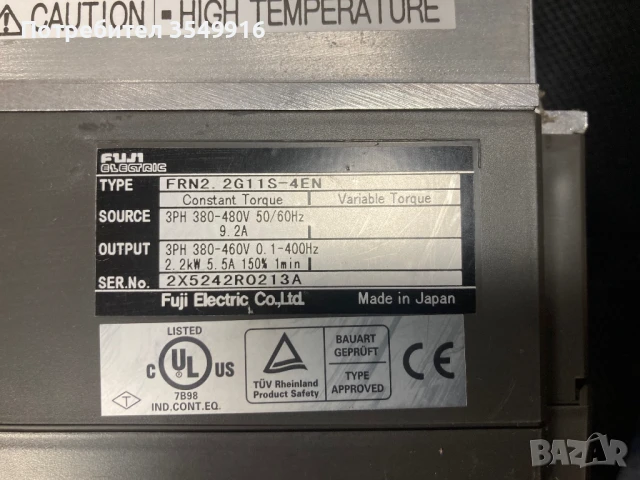 CAUTION - HIGH TEMPERATURE
Потребител 3549916
FUJI
ELECTRIC
TYPE FRN2.2G11S-4EN
Constant Torque Variable Torque
SOURCE 3PH 380-480V 50/60Hz
9.2A
OUTPUT 3PH 380-460V 0.1-400Hz
2.2kW 5.5A 150% 1min
SER.No. 2X5242R0213A
Fuji Electric Co.,Ltd. Made in Japan
LISTED
C UL US
7B98
IND.CONT.EQ.
T
TÜV Rheinland
Product Safety
BAUART
GEPRÜFT
TYPE
APPROVED
CE
BAZAR